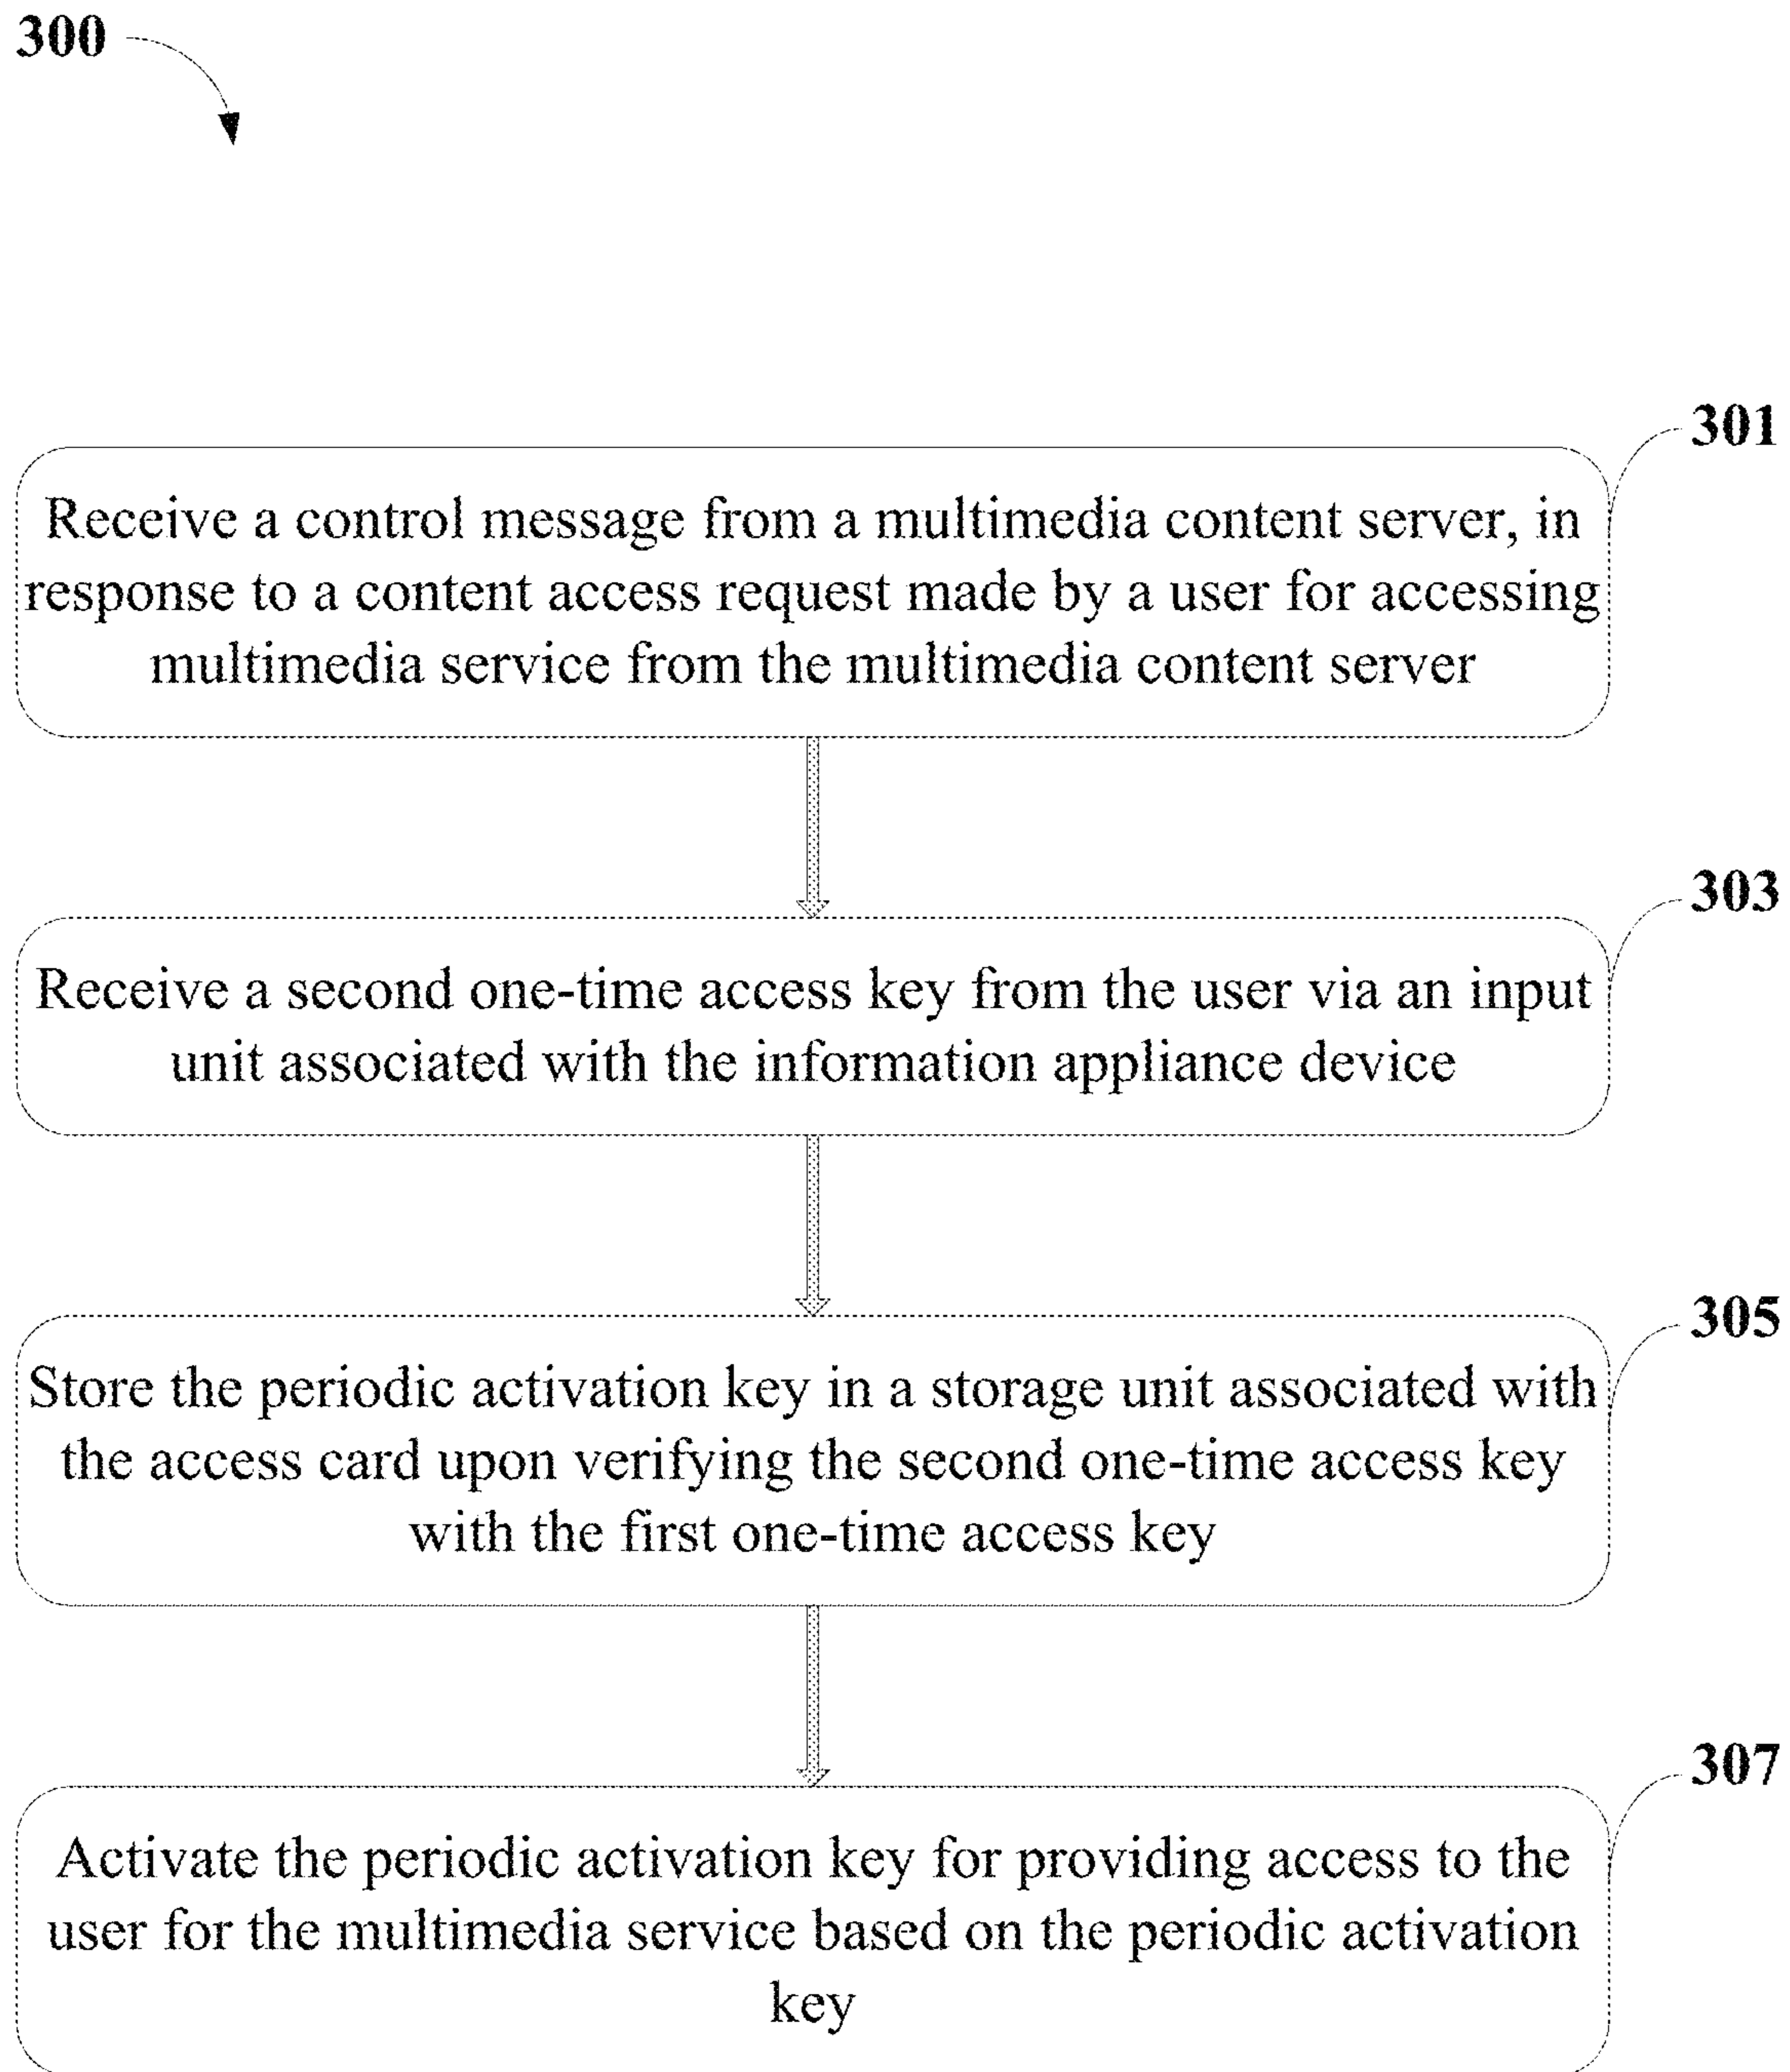 300
301
Receive a control message from a multimedia content server, in
response to a content access request made by a user for accessing
multimedia service from the multimedia content server
303
Receive a second one-time access key from the user via an input
unit associated with the information appliance device
305
Store the periodic activation key in a storage unit associated with
the access card upon verifying the second one-time access key
with the first one-time access key
307
Activate the periodic activation key for providing access to the
user for the multimedia service based on the periodic activation
key